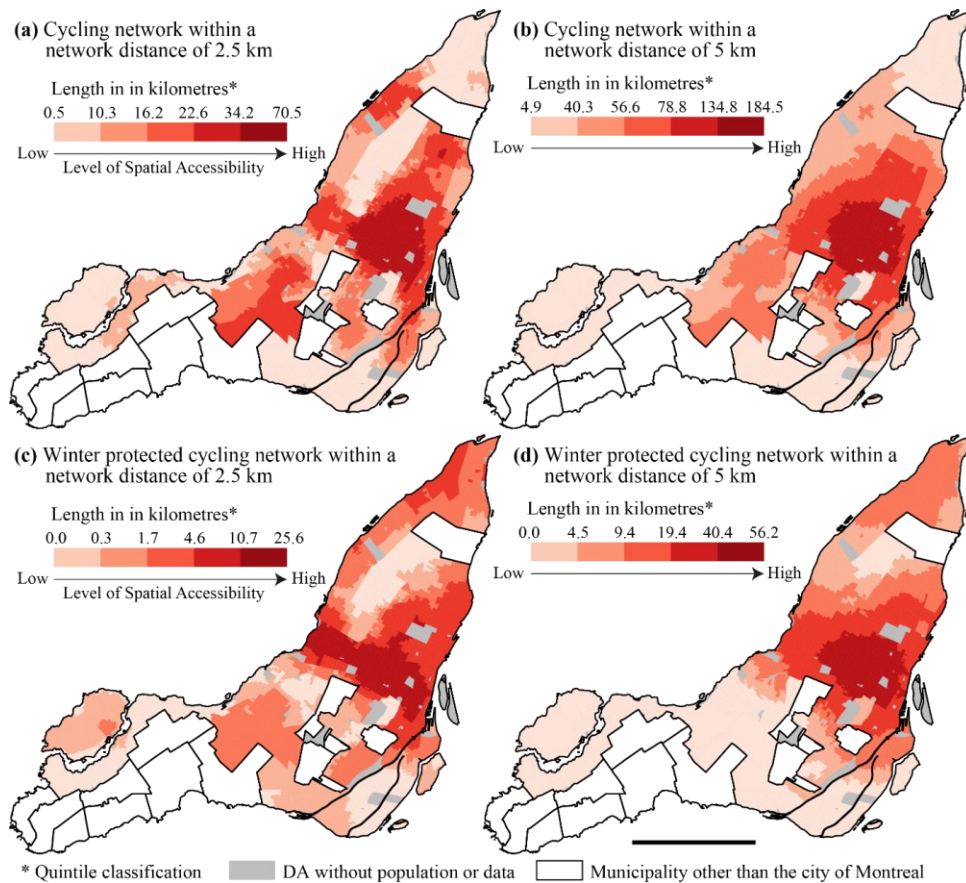 (a) Cycling network within a
network distance of 2.5 km
Length in in kilometres*
0.5 10.3 16.2 22.6 34.2 70.5
Low High
Level of Spatial Accessibility
(b) Cycling network within a
network distance of 5 km
Length in in kilometres*
4.9 40.3 56.6 78.8 134.8 184.5
Low High
(c) Winter protected cycling network within a
network distance of 2.5 km
Length in in kilometres*
0.0 0.3 1.7 4.6 10.7 25.6
Low High
Level of Spatial Accessibility
(d) Winter protected cycling network within a
network distance of 5 km
Length in in kilometres*
0.0 4.5 9.4 19.4 40.4 56.2
Low High
* Quintile classification DA without population or data Municipality other than the city of Montreal